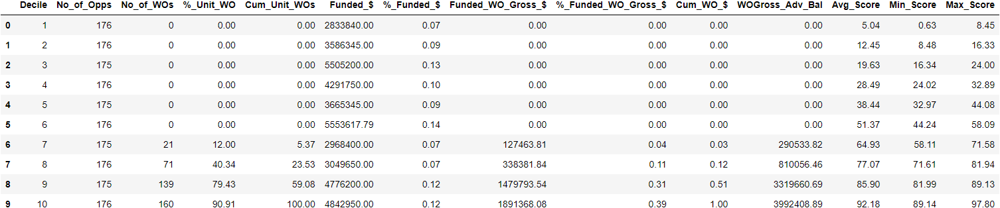 Decile No_of_Opps No_of_WOs %_Unit_WO Cum_Unit_WOs Funded_$ %_Funded_$ Funded_WO_Gross_$ %_Funded_WO_Gross_$ Cum_WO_$ WOGross_Adv_Bal Avg_Score Min_Score Max_Score
0 1 176 0 0.00 0.00 2833840.00 0.07 0.00 0.00 0.00 0.00 5.04 0.63 8.45
1 2 176 0 0.00 0.00 3586345.00 0.09 0.00 0.00 0.00 0.00 12.45 8.48 16.33
2 3 175 0 0.00 0.00 5505200.00 0.13 0.00 0.00 0.00 0.00 19.63 16.34 24.00
3 4 176 0 0.00 0.00 4291750.00 0.10 0.00 0.00 0.00 0.00 28.49 24.02 32.89
4 5 175 0 0.00 0.00 3665345.00 0.09 0.00 0.00 0.00 0.00 38.44 32.97 44.08
5 6 176 0 0.00 0.00 5553617.79 0.14 0.00 0.00 0.00 0.00 51.37 44.24 58.09
6 7 175 21 12.00 5.37 2968400.00 0.07 127463.81 0.04 0.03 290533.82 64.93 58.11 71.58
7 8 176 71 40.34 23.53 3049650.00 0.07 338381.84 0.11 0.12 810056.46 77.07 71.61 81.94
8 9 175 139 79.43 59.08 4776200.00 0.12 1479793.54 0.31 0.51 3319660.69 85.90 81.99 89.13
9 10 176 160 90.91 100.00 4842950.00 0.12 1891368.08 0.39 1.00 3992408.89 92.18 89.14 97.80